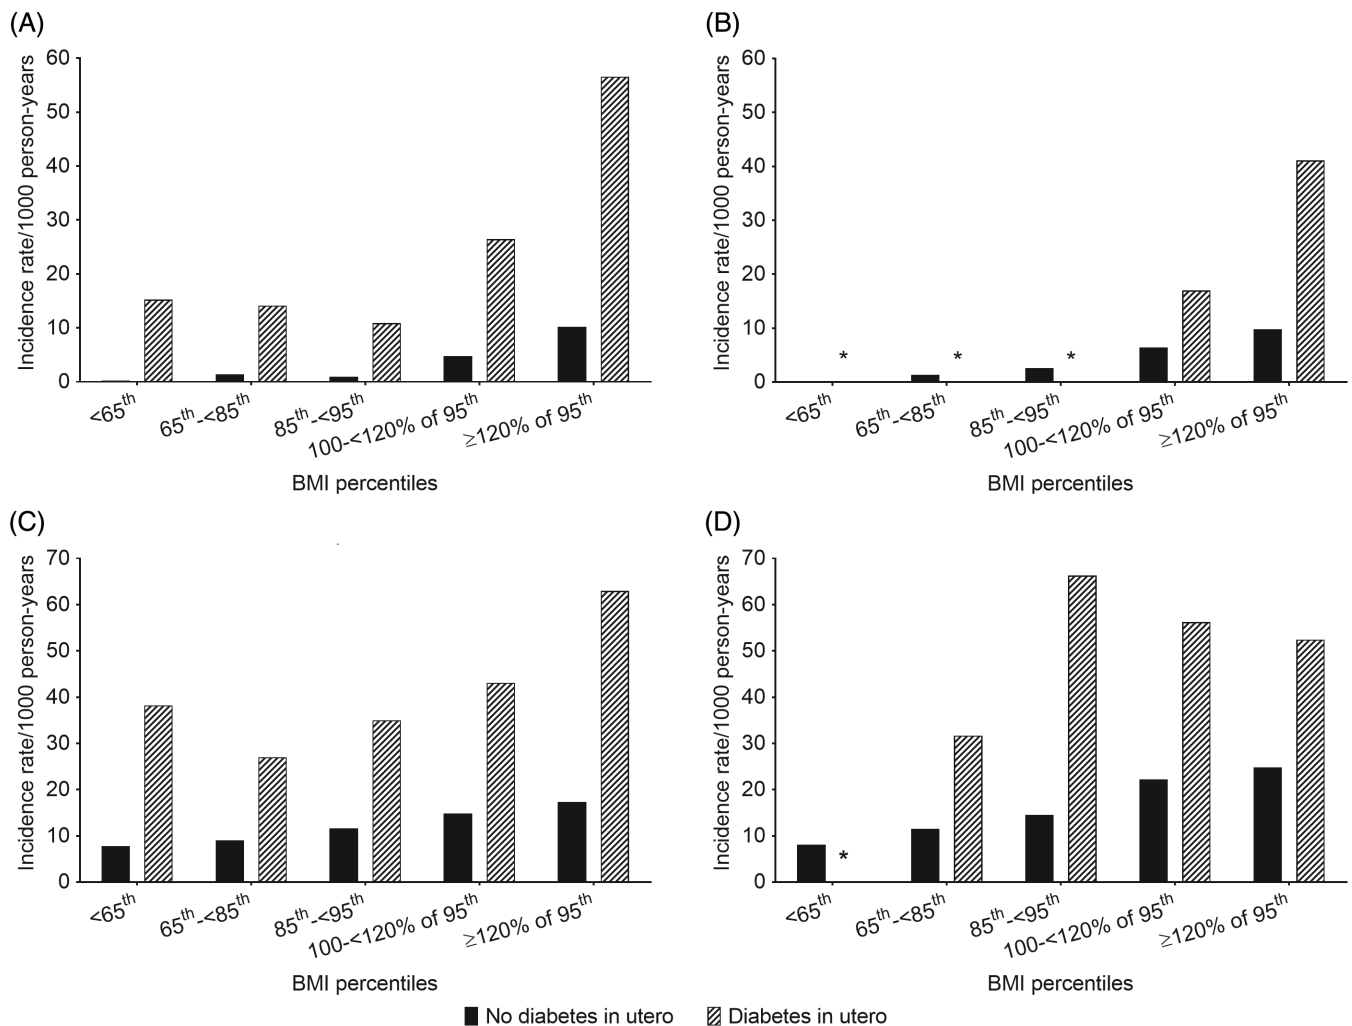 (A)
Incidence rate/1000 person-years
60
50
40
30
20
10
0
<65th
65th-<85th
85th-<95th
100-<120% of 95th
≥120% of 95th
BMI percentiles
(B)
Incidence rate/1000 person-years
60
50
40
30
20
10
0
*
*
*
<65th
65th-<85th
85th-<95th
100-<120% of 95th
≥120% of 95th
BMI percentiles
(C)
Incidence rate/1000 person-years
70
60
50
40
30
20
10
0
<65th
65th-<85th
85th-<95th
100-<120% of 95th
≥120% of 95th
BMI percentiles
(D)
Incidence rate/1000 person-years
70
60
50
40
30
20
10
0
*
<65th
65th-<85th
85th-<95th
100-<120% of 95th
≥120% of 95th
BMI percentiles
No diabetes in utero
Diabetes in utero